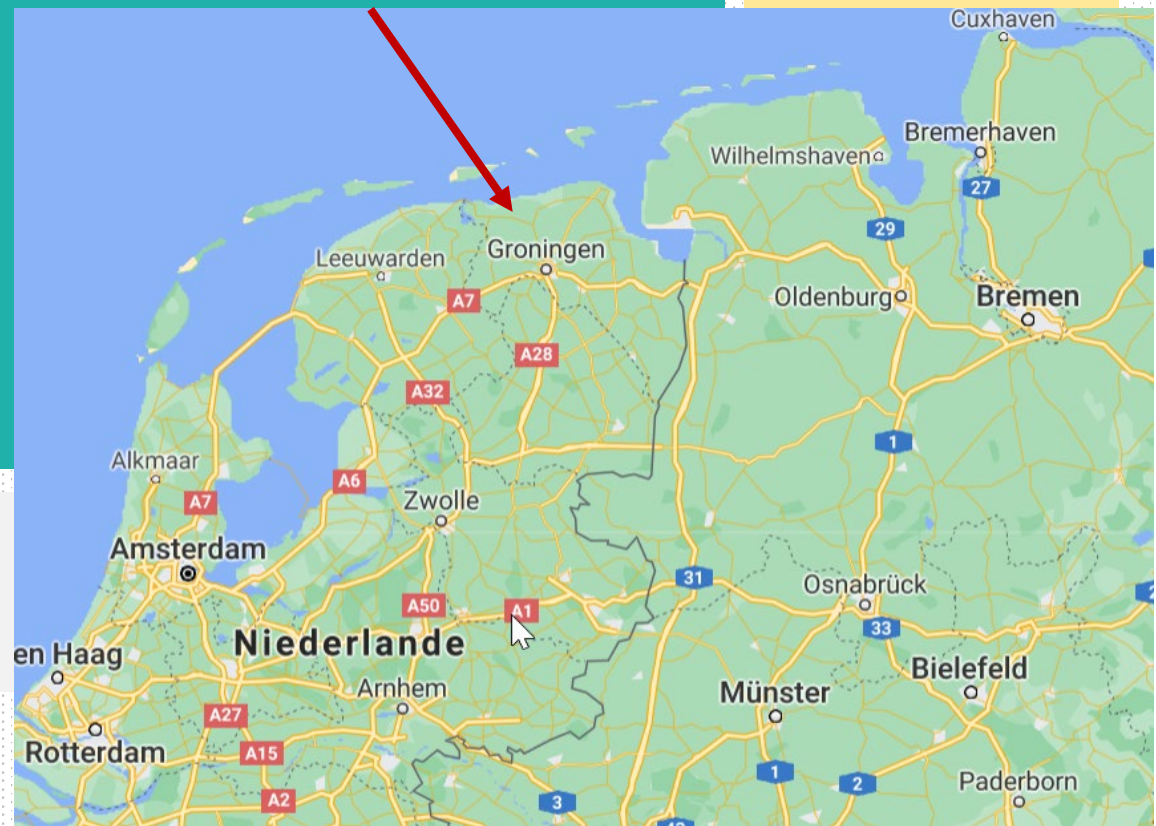 Cuxhaven
Bremerhaven
Wilhelmshaven
27
29
Groningen
Leeuwarden
A7
Oldenburg
Bremen
A28
A32
1
Alkmaar
A6
A7
Zwolle
Amsterdam
31
Osnabrück
A50
A1
33
Niederlande
en Haag
Bielefeld
Arnhem
Münster
A27
Rotterdam
A15
1
2
Paderborn
A2
3